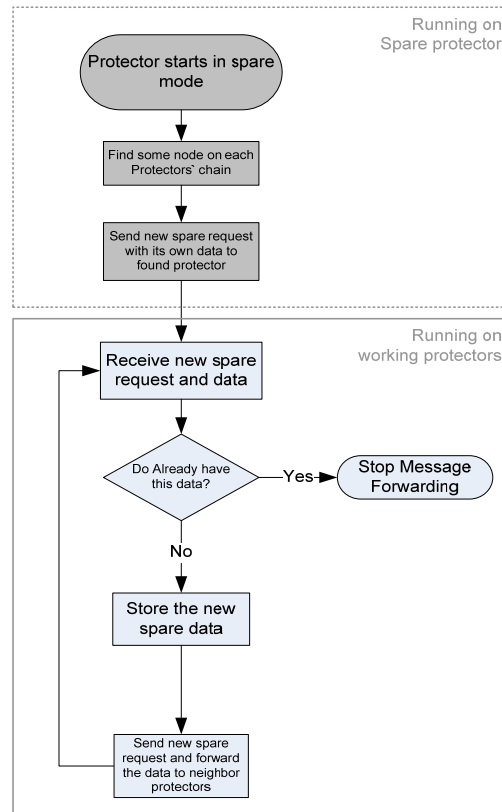 Running on
Spare protector
Protector starts in spare
mode
Find some node on each
Protectors` chain
Send new spare request
with its own data to
found protector
Running on
working protectors
Receive new spare
request and data
Do Already have
this data?
Yes
Stop Message
Forwarding
No
Store the new
spare data
Send new spare
request and forward
the data to neighbor
protectors